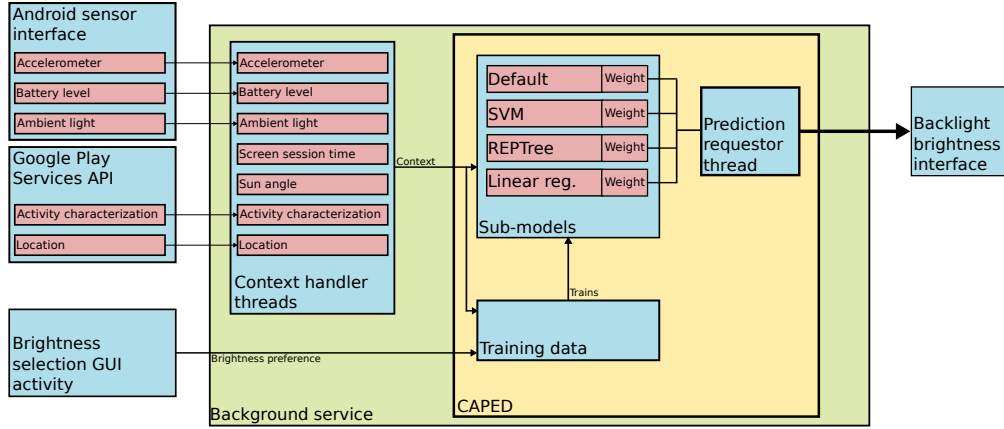 Android sensor
interface
Accelerometer
Battery level
Ambient light
Google Play
Services API
Activity characterization
Location
Brightness
selection GUI
activity
Accelerometer
Battery level
Ambient light
Screen session time
Sun angle
Activity characterization
Location
Context handler
threads
Context
Brightness preference
Background service
Default
Weight
SVM
Weight
REPTree
Weight
Linear reg.
Weight
Sub-models
Trains
Training data
CAPED
Prediction
requestor
thread
Backlight
brightness
interface